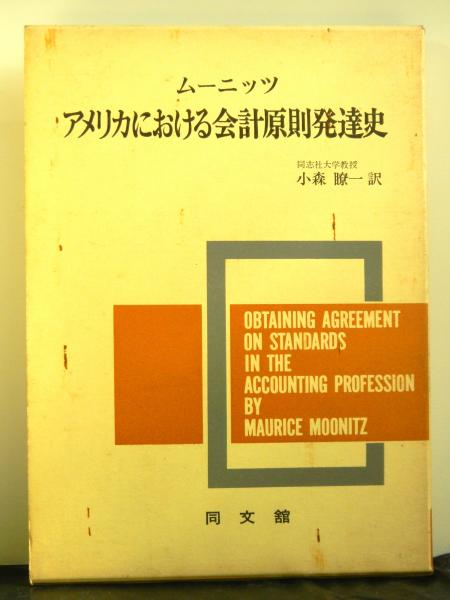 ムーニッツ
アメリカにおける会計原則発達史
同志社大学教授
小森 瞭一 訳
OBTAINING AGREEMENT
ON STANDARDS
IN THE
ACCOUNTING PROFESSION
BY
MAURICE MOONITZ
同文舘